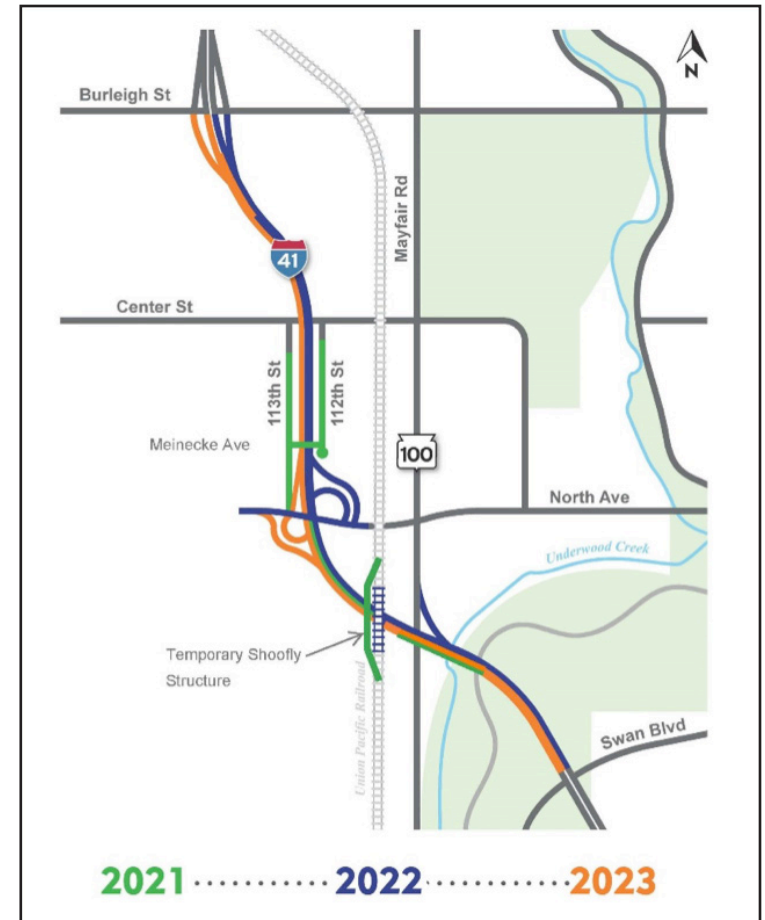 N
Burleigh St
Mayfair Rd
41
Center St
113th St
112th St
Meinecke Ave
100
North Ave
Underwood Creek
Temporary Shoofly
Structure
Union Pacific Railroad
Swan Blvd
2021 2022 2023